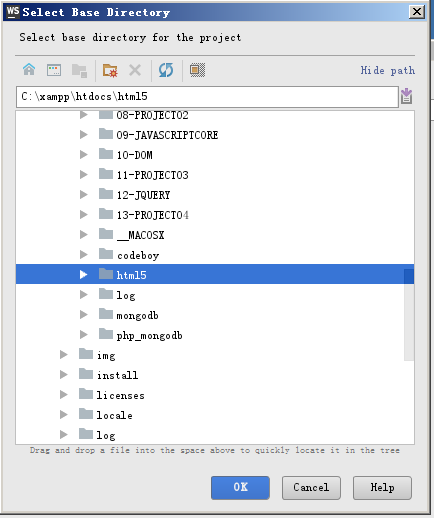 WS Select Base Directory
Select base directory for the project
Hide path
C:\xampp\htdocs\html5
08-PROJECT02
09-JAVASCRIPTCORE
10-DOM
11-PROJECT03
12-JQUERY
13-PROJECT04
__MACOSX
codeboy
html5
log
mongodb
php_mongodb
img
install
licenses
locale
log
Drag and drop a file into the space above to quickly locate it in the tree
OK Cancel Help